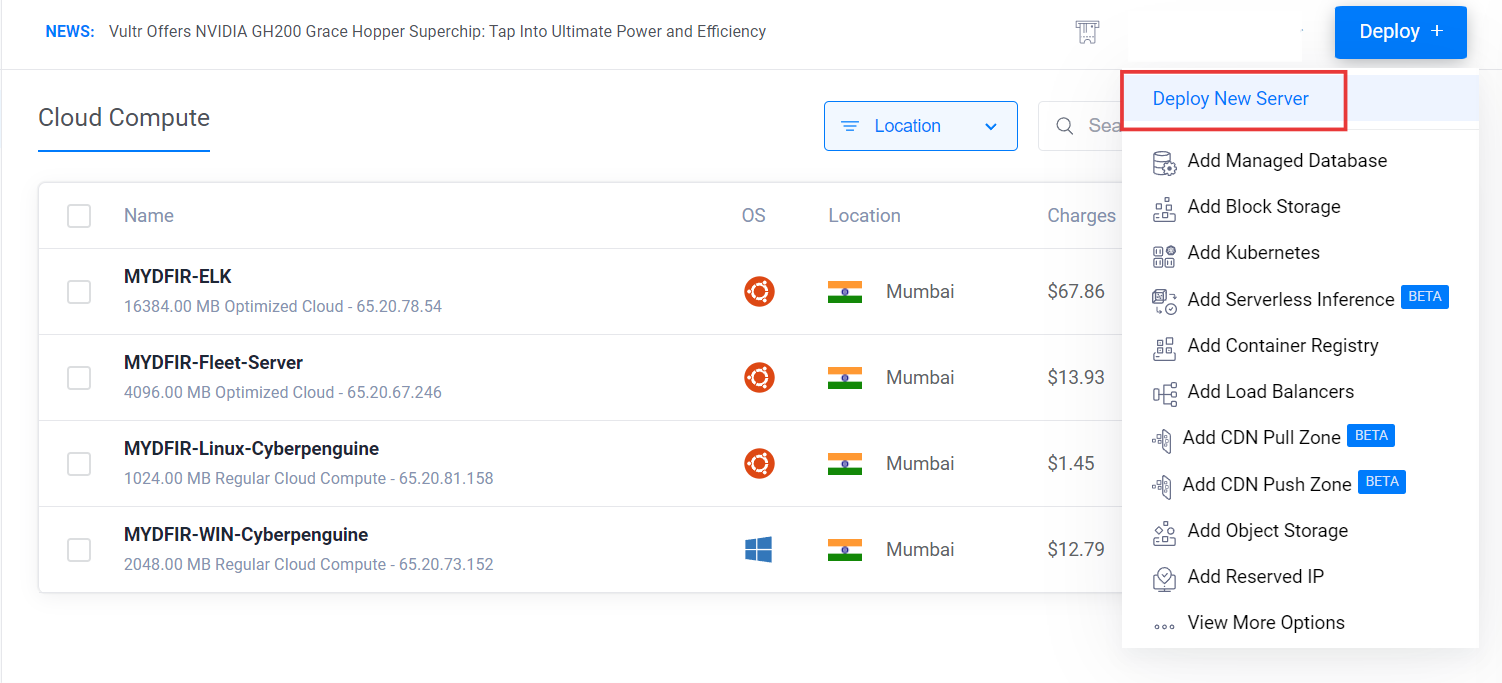 NEWS: Vultr Offers NVIDIA GH200 Grace Hopper Superchip: Tap Into Ultimate Power and Efficiency
Deploy +
Deploy New Server
Cloud Compute
Location
Sea
Name OS Location Charges
MYDFIR-ELK
16384.00 MB Optimized Cloud - 65.20.78.54
Mumbai $67.86
MYDFIR-Fleet-Server
4096.00 MB Optimized Cloud - 65.20.67.246
Mumbai $13.93
MYDFIR-Linux-Cyberpenguine
1024.00 MB Regular Cloud Compute - 65.20.81.158
Mumbai $1.45
MYDFIR-WIN-Cyberpenguine
2048.00 MB Regular Cloud Compute - 65.20.73.152
Mumbai $12.79
Add Managed Database
Add Block Storage
Add Kubernetes
Add Serverless Inference BETA
Add Container Registry
Add Load Balancers
Add CDN Pull Zone BETA
Add CDN Push Zone BETA
Add Object Storage
Add Reserved IP
View More Options